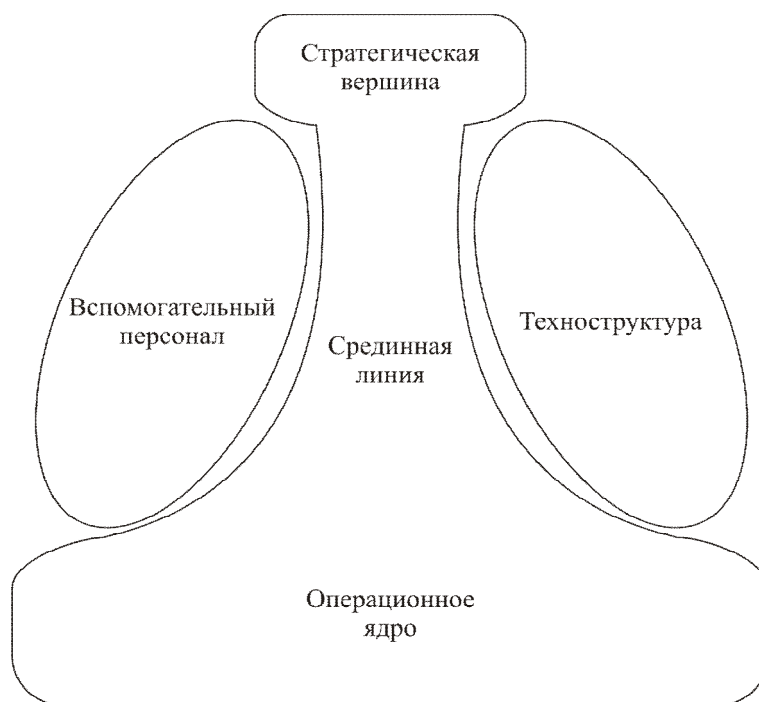 Стратегическая
вершина
Вспомогательный
персонал
Техноструктура
Срединная
линия
Операционное
ядро